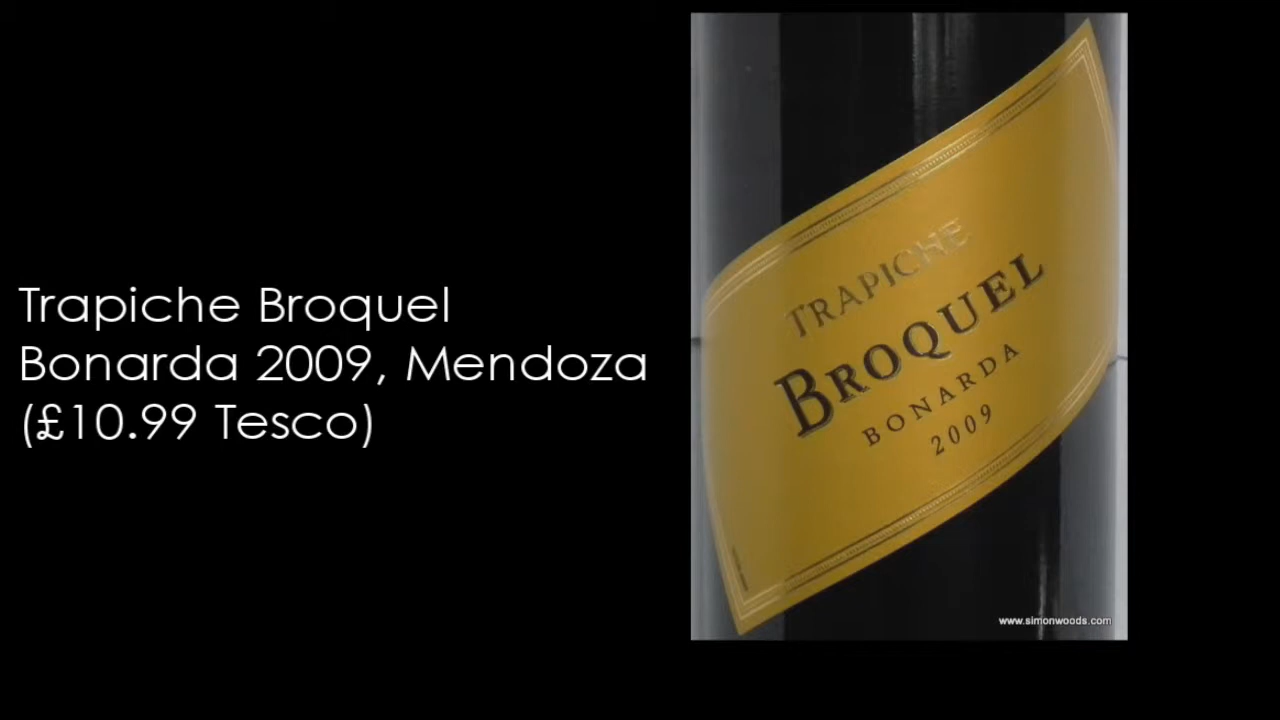 Trapiche Broquel
Bonarda 2009, Mendoza
(£10.99 Tesco)
TRAPICHE
BROQUEL
BONARDA
2009
www.simonwoods.com